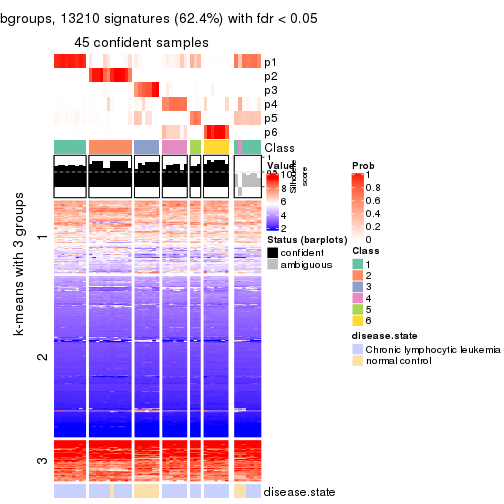 bgroups, 13210 signatures (62.4%) with fdr < 0.05
45 confident samples
p1
p2
p3
p4
p5
p6
Class
1
Silhouette
score
k-means with 3 groups
1
2
3
disease.state
Value
10
8
6
4
2
Status (barplots)
confident
ambiguous
Prob
1
0.8
0.6
0.4
0.2
0
Class
1
2
3
4
5
6
disease.state
Chronic lymphocytic leukemia
normal control